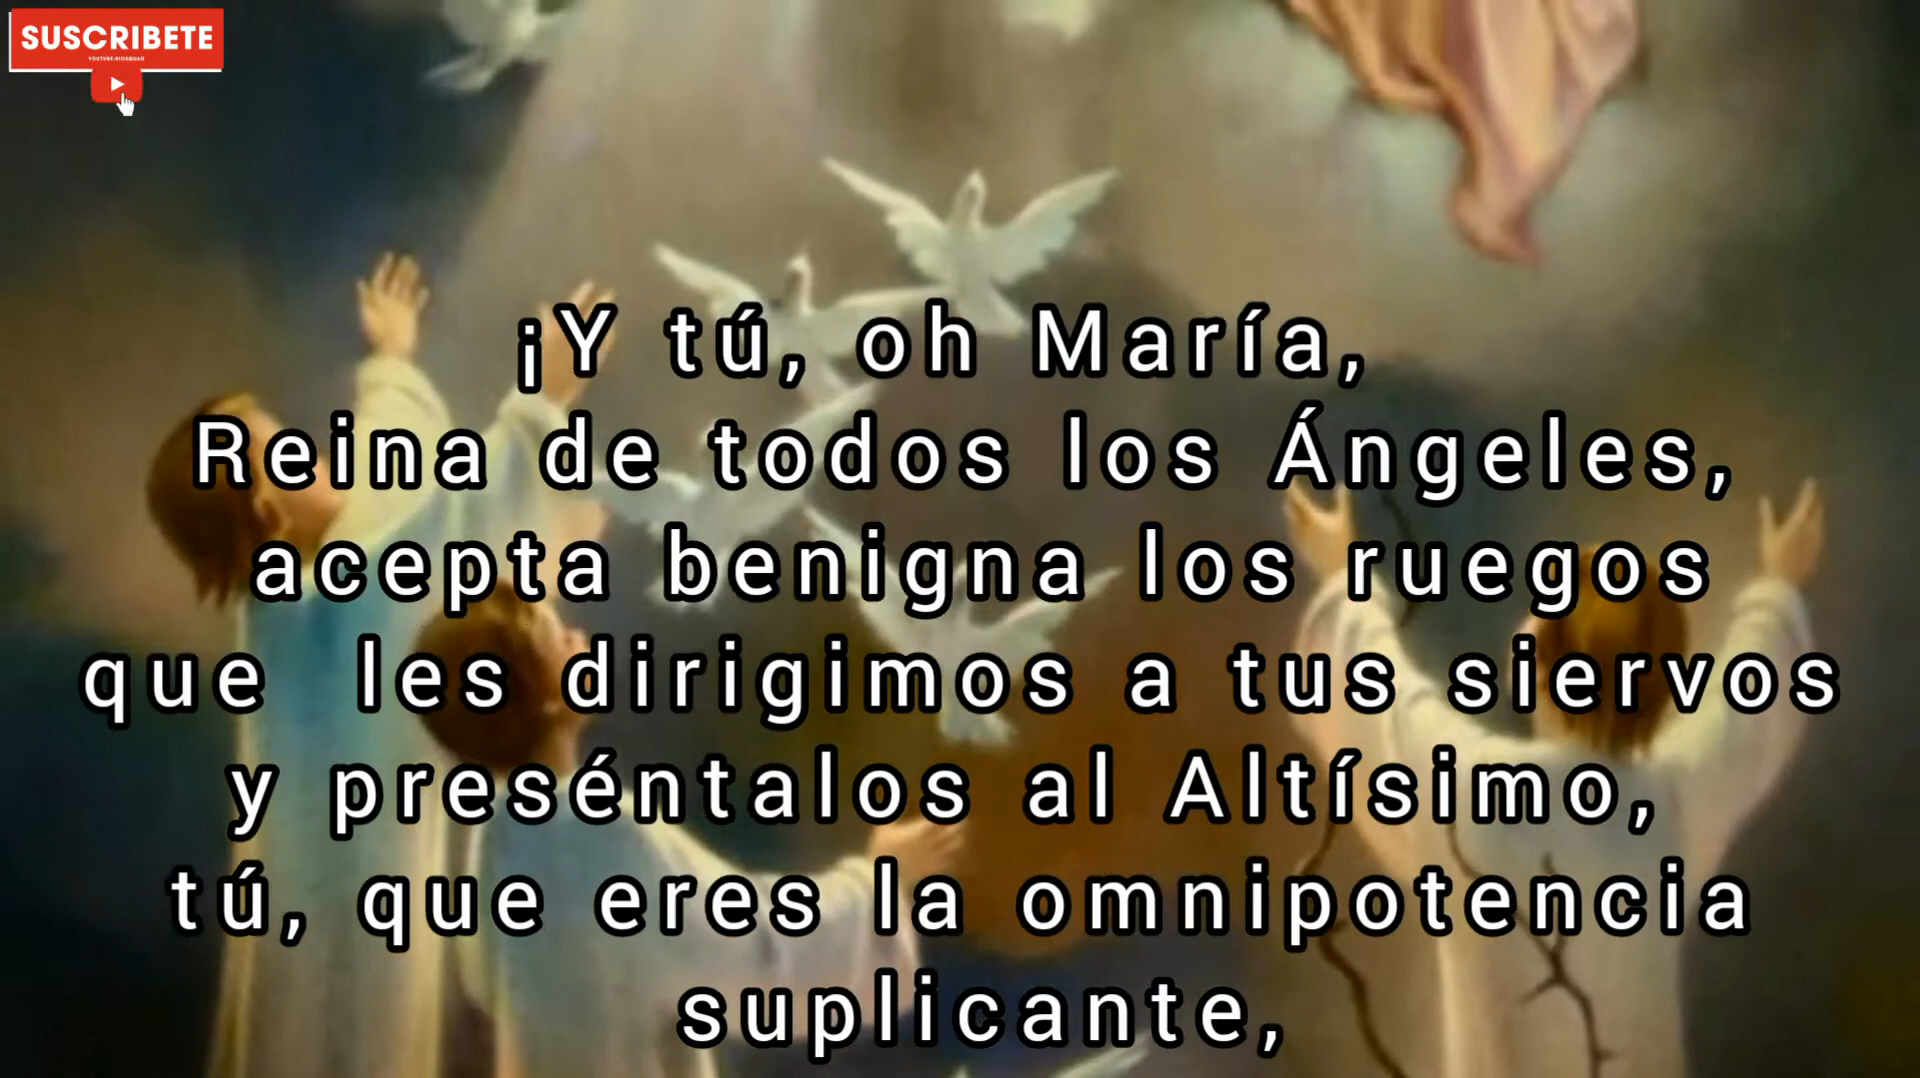 SUSCRIBETE
¡Y tú, oh María,
Reina de todos los Ángeles,
acepta benigna los ruegos
que les dirigimos a tus siervos
y preséntalos al Altísimo,
tú, que eres la omnipotencia
suplicante,